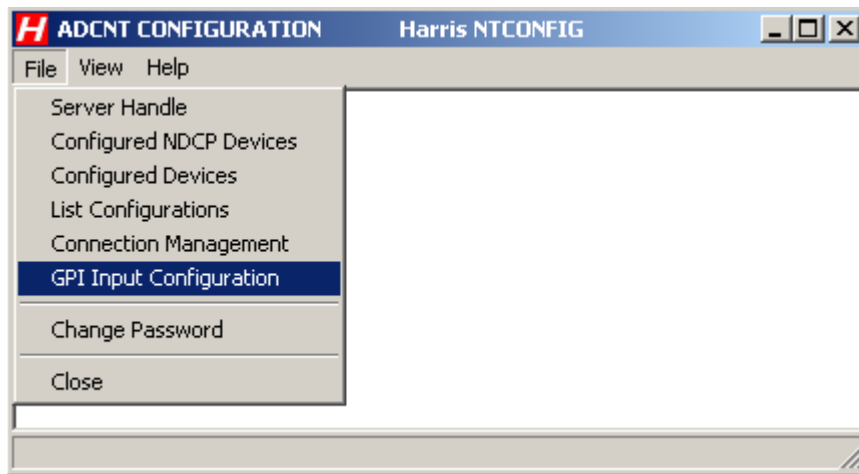 H ADCNT CONFIGURATION Harris NTCONFIG
File View Help
Server Handle
Configured NDCP Devices
Configured Devices
List Configurations
Connection Management
GPI Input Configuration
Change Password
Close